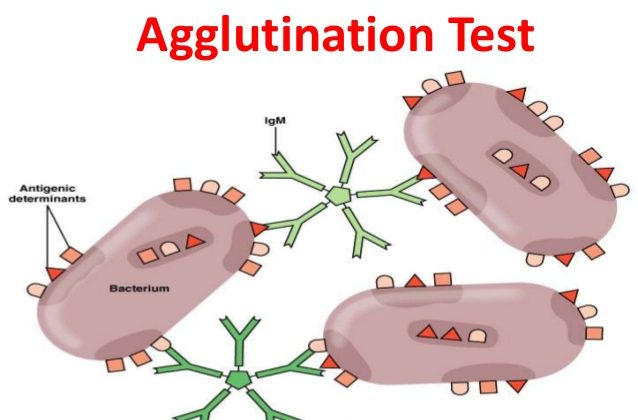 Agglutination Test
IgM
Antigenic
determinants
Bacterium